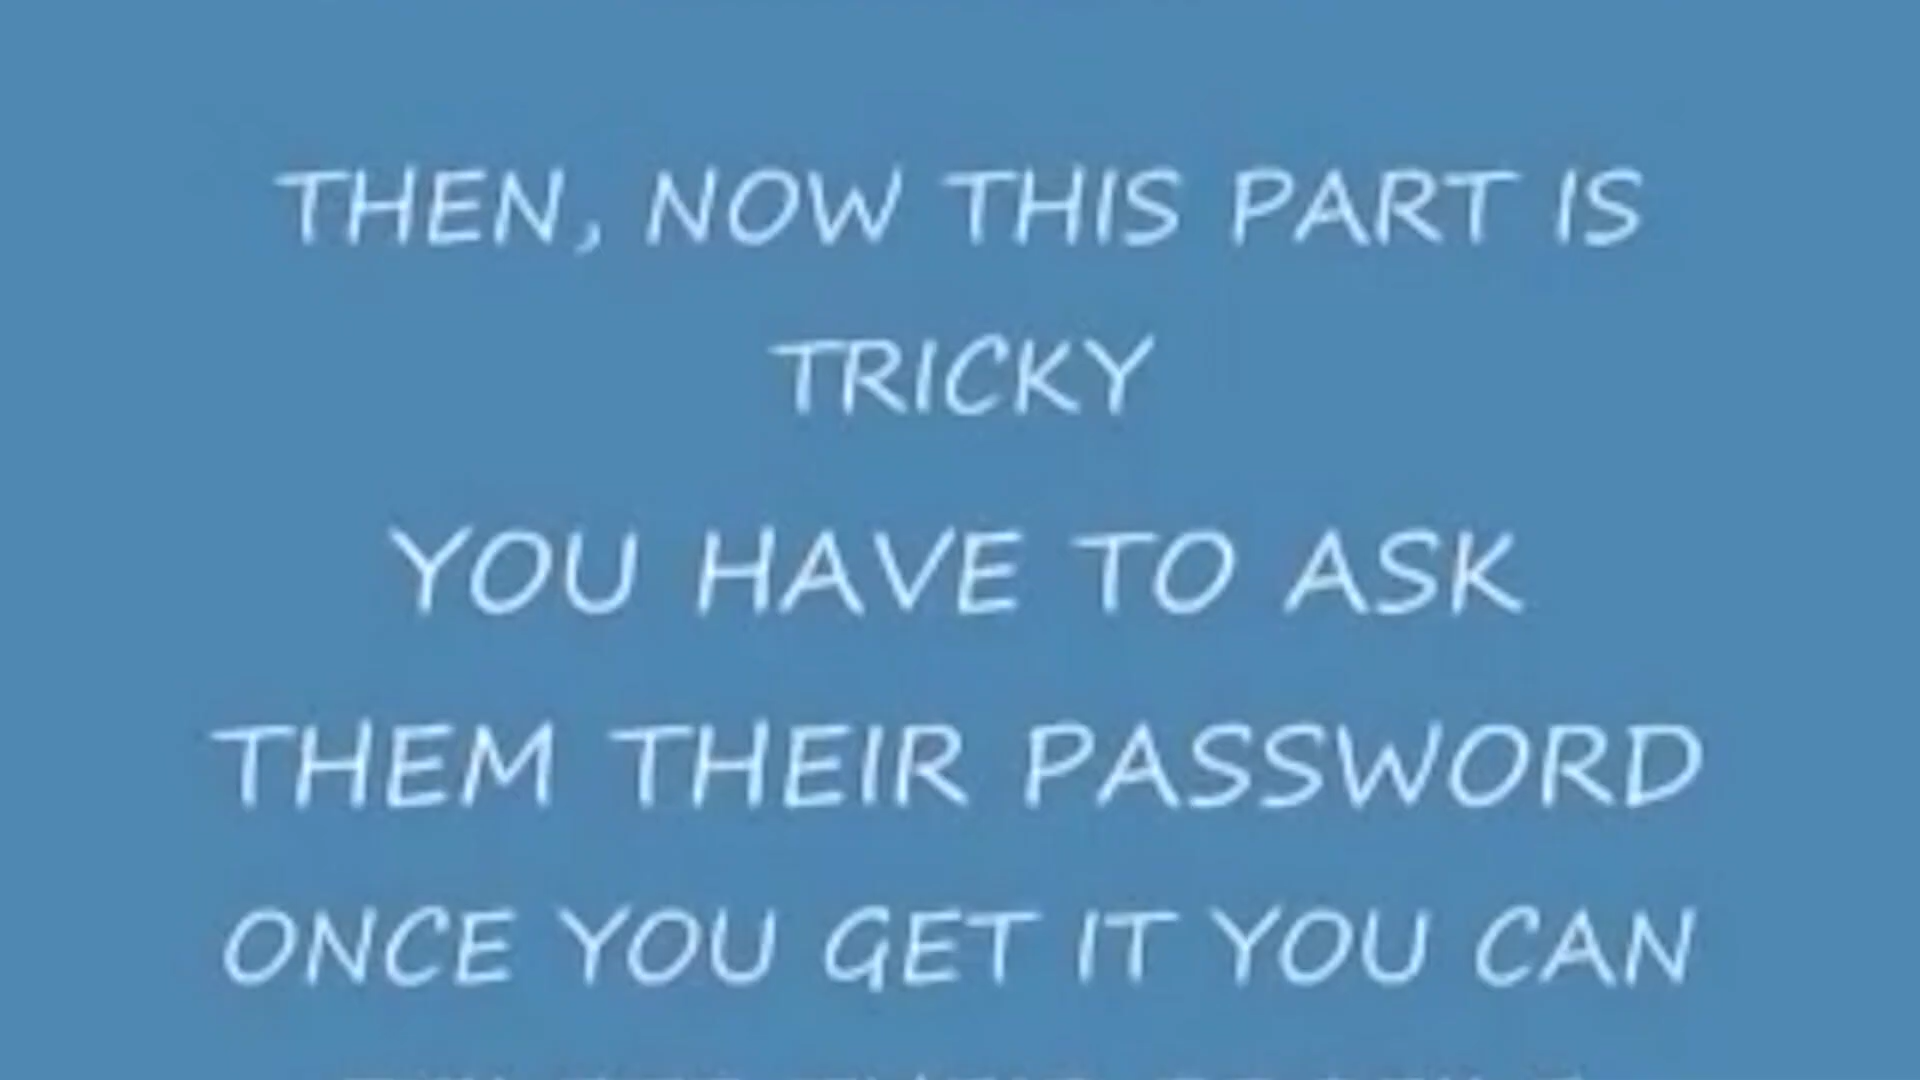 THEN, NOW THIS PART IS
TRICKY
YOU HAVE TO ASK
THEM THEIR PASSWORD
ONCE YOU GET IT YOU CAN